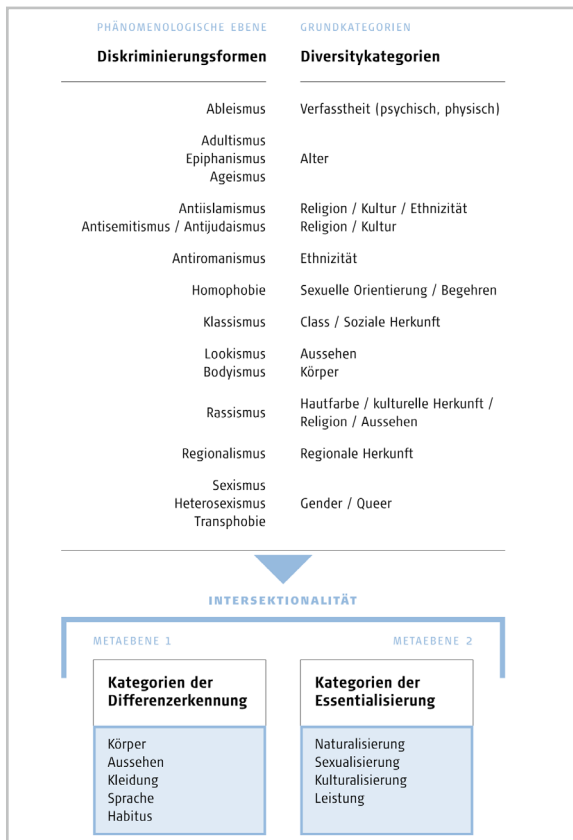 PHÄNOMENOLOGISCHE EBENE GRUNDKATEGORIEN
Diskriminierungsformen Diversitykategorien
Ableismus Verfasstheit (psychisch, physisch)
Adultismus
Epiphanismus Alter
Ageismus
Antiislamismus Religion / Kultur / Ethnizität
Antisemitismus / Antijudaismus Religion / Kultur
Antiromanismus Ethnizität
Homophobie Sexuelle Orientierung / Begehren
Klassismus Class / Soziale Herkunft
Lookismus Aussehen
Bodyismus Körper
Rassismus Hautfarbe / kulturelle Herkunft /
Religion / Aussehen
Regionalismus Regionale Herkunft
Sexismus
Heterosexismus Gender / Queer
Transphobie
INTERSEKTIONALITÄT
METAEBENE 1 METAEBENE 2
Kategorien der Kategorien der
Differenzerkennung Essentialisierung
Körper Naturalisierung
Aussehen Sexualisierung
Kleidung Kulturalisierung
Sprache Leistung
Habitus